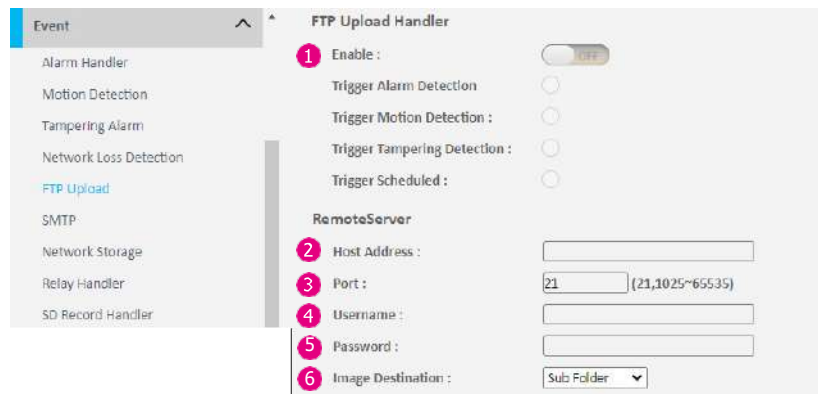 Event
Alarm Handler
Motion Detection
Tampering Alarm
Network Loss Detection
FTP Upload
SMTP
Network Storage
Relay Handler
SD Record Handler
FTP Upload Handler
1 Enable : OFF
Trigger Alarm Detection
Trigger Motion Detection :
Trigger Tampering Detection :
Trigger Scheduled :
RemoteServer
2 Host Address :
3 Port : 21 (21,1025~65535)
4 Username :
5 Password :
6 Image Destination : Sub Folder